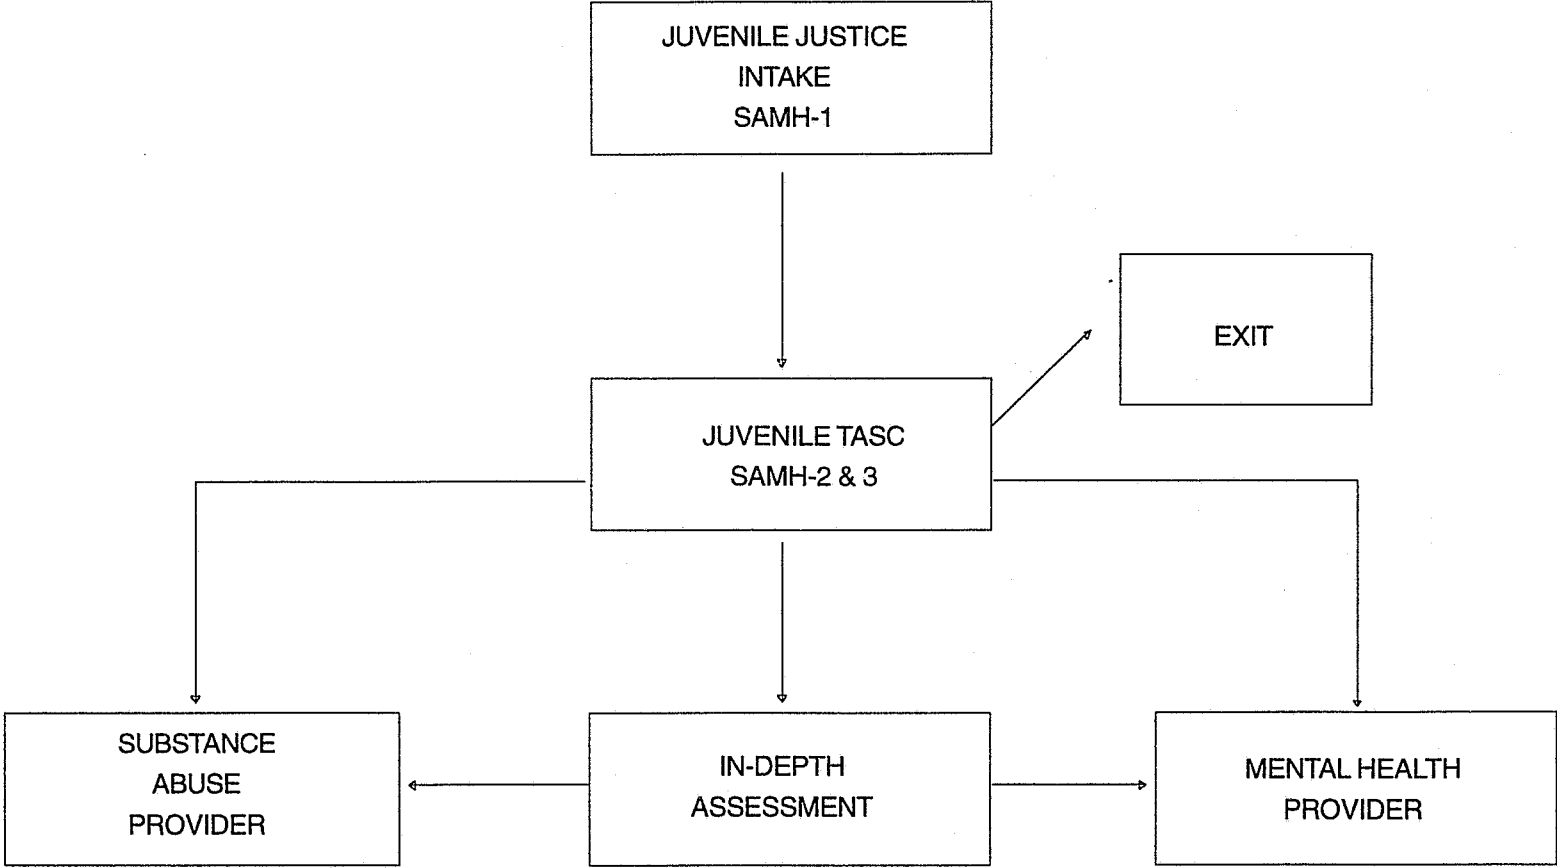 JUVENILE JUSTICE
INTAKE
SAMH-1
EXIT
JUVENILE TASC
SAMH-2 & 3
SUBSTANCE
ABUSE
PROVIDER
IN-DEPTH
ASSESSMENT
MENTAL HEALTH
PROVIDER